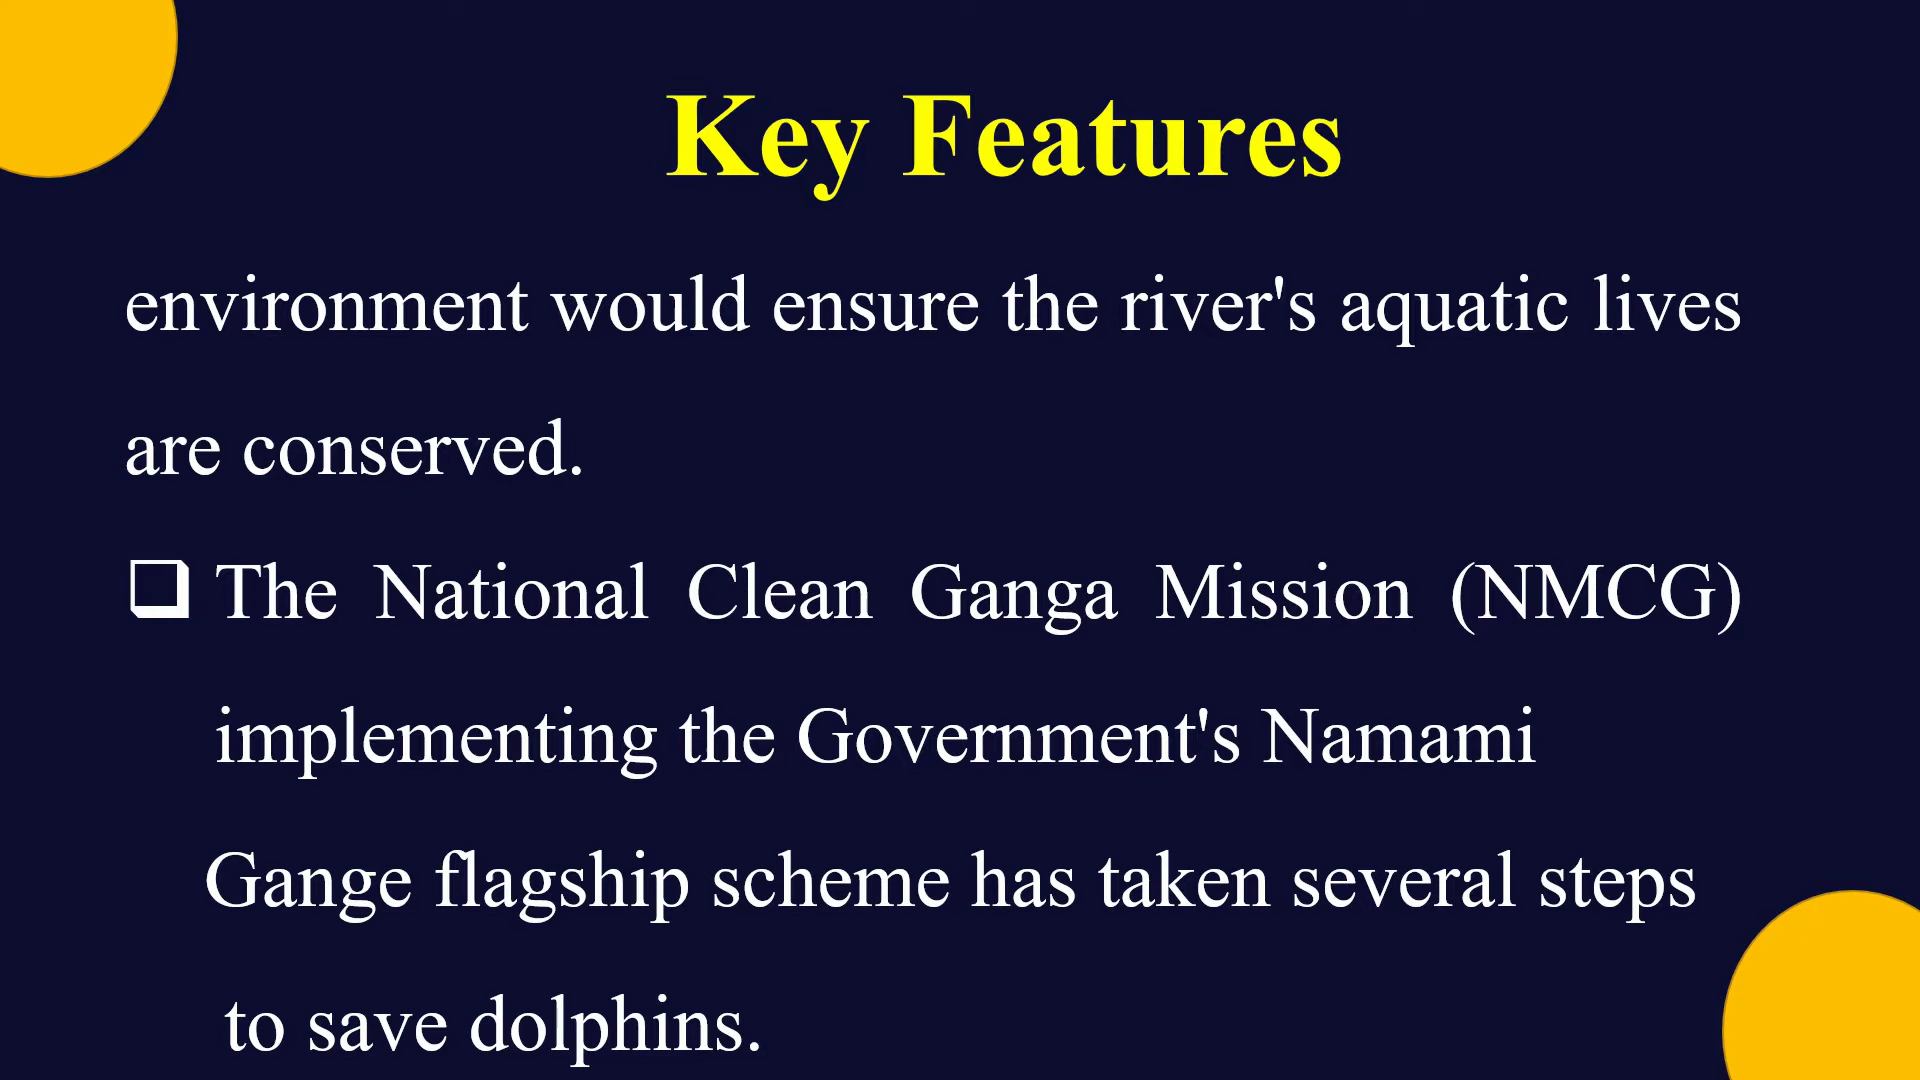 Key Features
environment would ensure the river's aquatic lives
are conserved.
❑ The National Clean Ganga Mission (NMCG)
implementing the Government's Namami
Gange flagship scheme has taken several steps
to save dolphins.